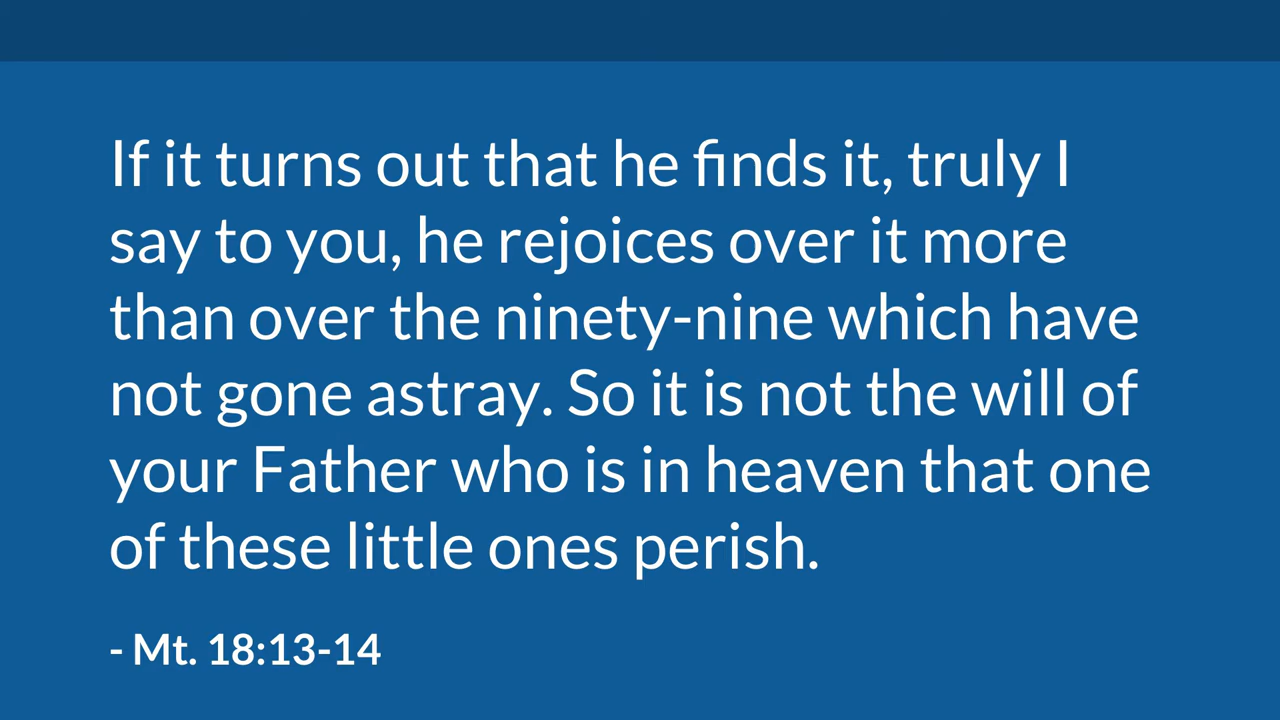 If it turns out that he finds it, truly I
say to you, he rejoices over it more
than over the ninety-nine which have
not gone astray. So it is not the will of
your Father who is in heaven that one
of these little ones perish.
- Mt. 18:13-14